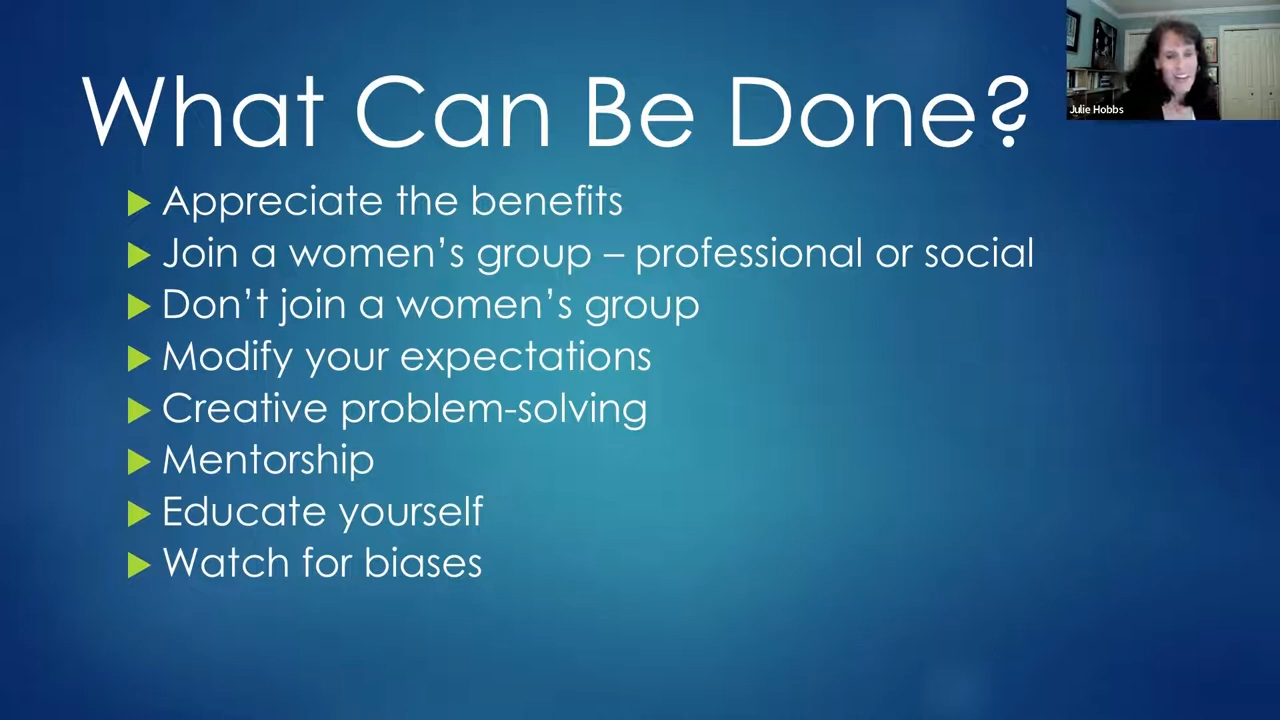 What Can Be Done?
Julie Hobbs
Appreciate the benefits
Join a women’s group – professional or social
Don’t join a women’s group
Modify your expectations
Creative problem-solving
Mentorship
Educate yourself
Watch for biases